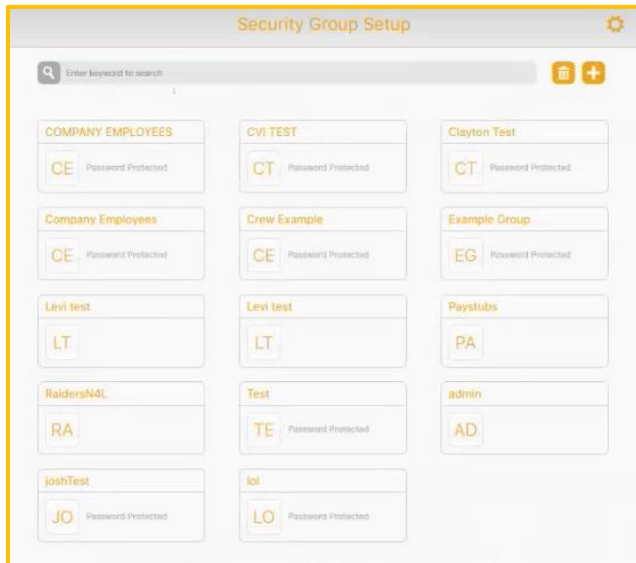 Security Group Setup
Enter keyword to search
COMPANY EMPLOYEES
CE Password Protected
CVI TEST
CT Password Protected
Clayton Test
CT Password Protected
Company Employees
CE Password Protected
Crew Example
CE Password Protected
Example Group
EG Password Protected
Levi test
LT
Levi test
LT
Paystubs
PA
RaidersN4L
RA
Test
TE Password Protected
admin
AD
joshTest
JO Password Protected
lol
LO Password Protected